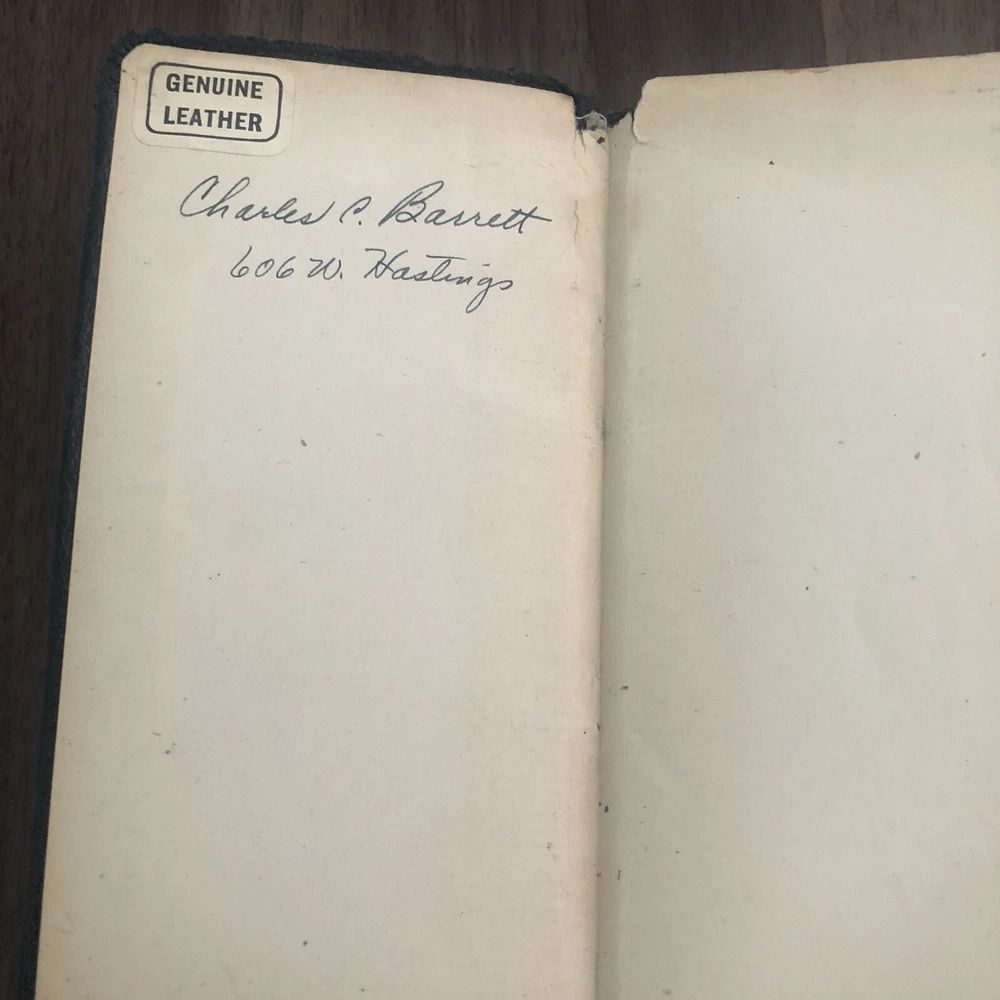 GENUINE
LEATHER
Charles C. Barrett
606 W. Hastings